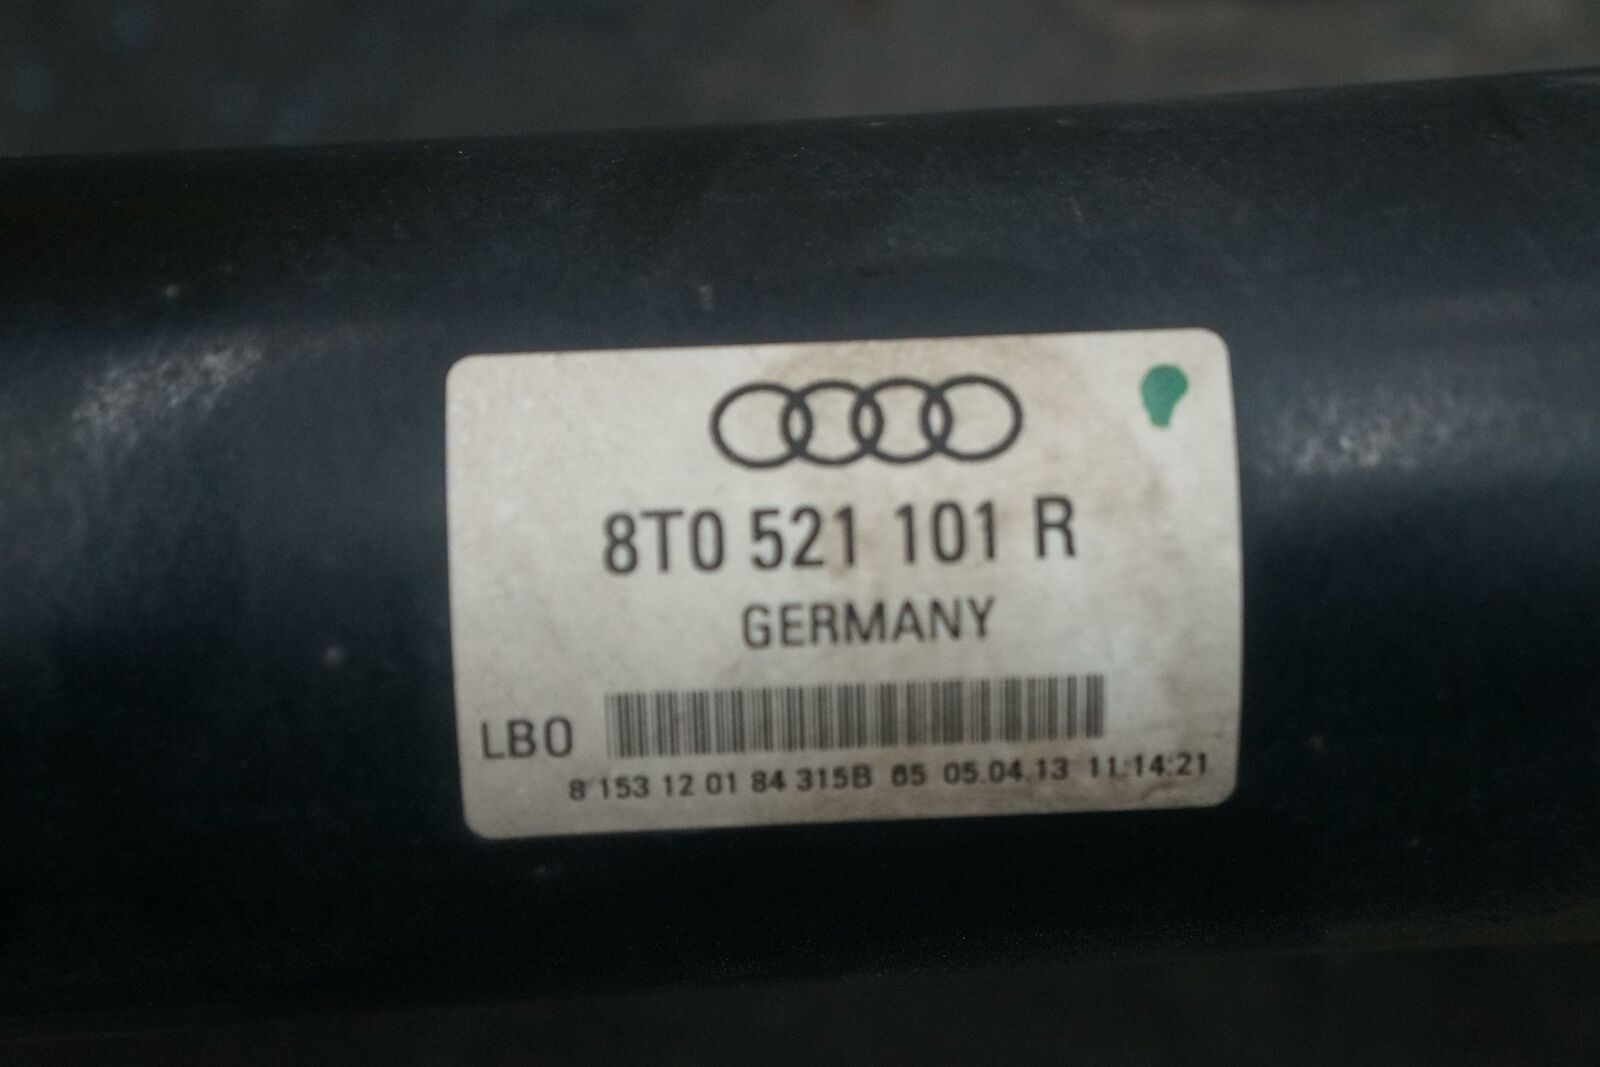 8T0 521 101 R
GERMANY
LBO
8 153 12 01 84 315B 65 05.04.13 11:14:21